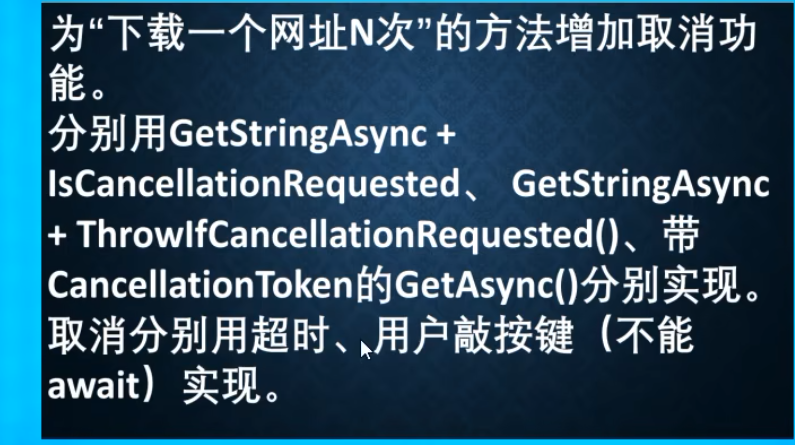 为“下载一个网址N次”的方法增加取消功
能。
分别用GetStringAsync +
IsCancellationRequested、 GetStringAsync
+ ThrowIfCancellationRequested()、带
CancellationToken的GetAsync()分别实现。
取消分别用超时、用户敲按键（不能
await）实现。